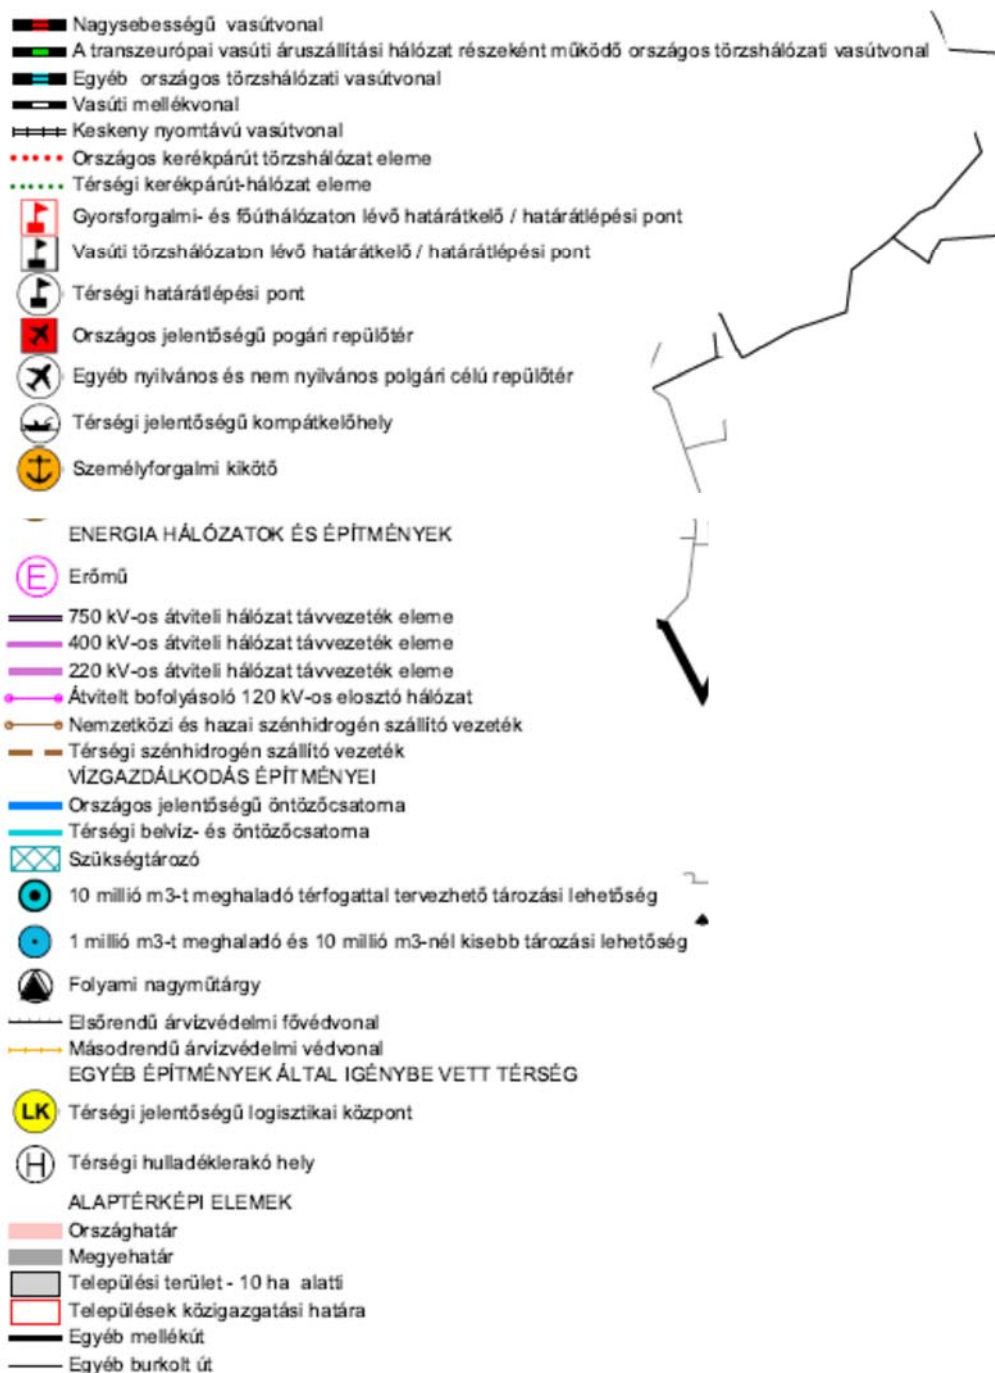 Nagysebességű vasútvonal
A transzeurópai vasúti áruszállítási hálózat részeként működő országos törzshálózati vasútvonal
Egyéb országos törzshálózati vasútvonal
Vasúti mellékvonal
Keskeny nyomtávú vasútvonal
Országos kerékpárút törzshálózat eleme
Térségi kerékpárút-hálózat eleme
Gyorsforgalmi- és főúthálózaton lévő határátkelő / határátlépési pont
Vasúti törzshálózaton lévő határátkelő / határátlépési pont
Térségi határátlépési pont
Országos jelentőségű pogári repülőtér
Egyéb nyilvános és nem nyilvános polgári célú repülőtér
Térségi jelentőségű kompátkelőhely
Személyforgalmi kikötő
ENERGIA HÁLÓZATOK ÉS ÉPÍTMÉNYEK
E Erőmű
750 kV-os átviteli hálózat távvezeték eleme
400 kV-os átviteli hálózat távvezeték eleme
220 kV-os átviteli hálózat távvezeték eleme
Átvitelt bofolyásoló 120 kV-os elosztó hálózat
Nemzetközi és hazai szénhidrogén szállító vezeték
Térségi szénhidrogén szállító vezeték
VÍZGAZDÁLKODÁS ÉPÍTMÉNYEI
Országos jelentőségű öntözőcsatorna
Térségi belvíz- és öntözőcsatorna
Szükségtározó
10 millió m3-t meghaladó térfogattal tervezhető tározási lehetőség
1 millió m3-t meghaladó és 10 millió m3-nél kisebb tározási lehetőség
Folyami nagyműtárgy
Elsőrendű árvízvédelmi fővédvonal
Másodrendű árvízvédelmi védvonal
EGYÉB ÉPÍTMÉNYEK ÁLTAL IGÉNYBE VETT TÉRSÉG
LK Térségi jelentőségű logisztikai központ
H Térségi hulladéklerakó hely
ALAPTÉRKÉPI ELEMEK
Országhatár
Megyehatár
Települési terület - 10 ha alatti
Települések közigazgatási határa
Egyéb mellékút
Egyéb burkolt út